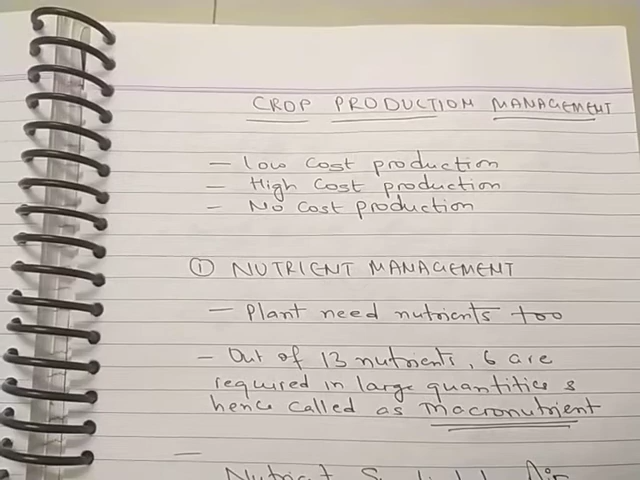 CROP PRODUCTION MANAGEMENT
- Low cost production
- High cost production
- No cost production
① NUTRIENT MANAGEMENT
- Plant need nutrients too
- Out of 13 nutrients, 6 are
required in large quantities &
hence called as macronutrient
-